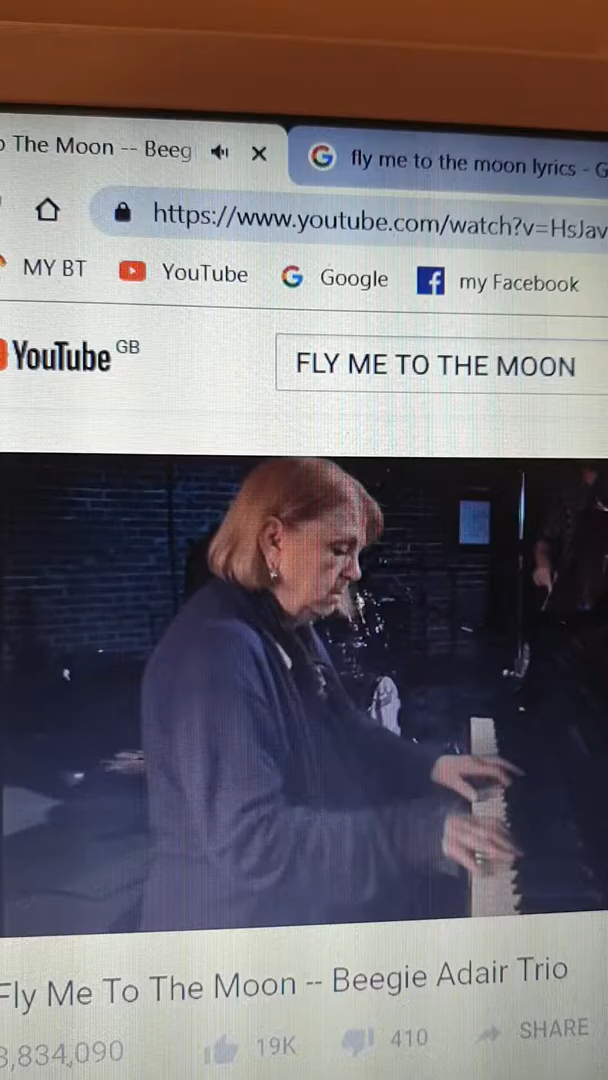 o The Moon -- Beeg
fly me to the moon lyrics - G
https://www.youtube.com/watch?v=HsJav
MY BT YouTube Google my Facebook
YouTube GB
FLY ME TO THE MOON
Fly Me To The Moon -- Beegie Adair Trio
3,834,090 19K 410 SHARE